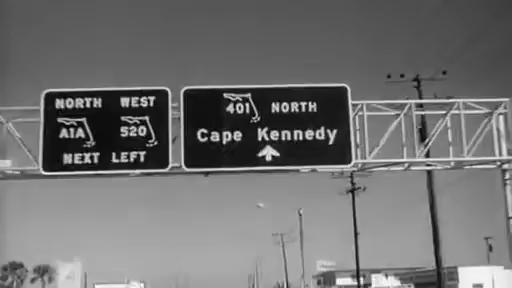 NORTH WEST
A1A 520
NEXT LEFT
401 NORTH
Cape Kennedy